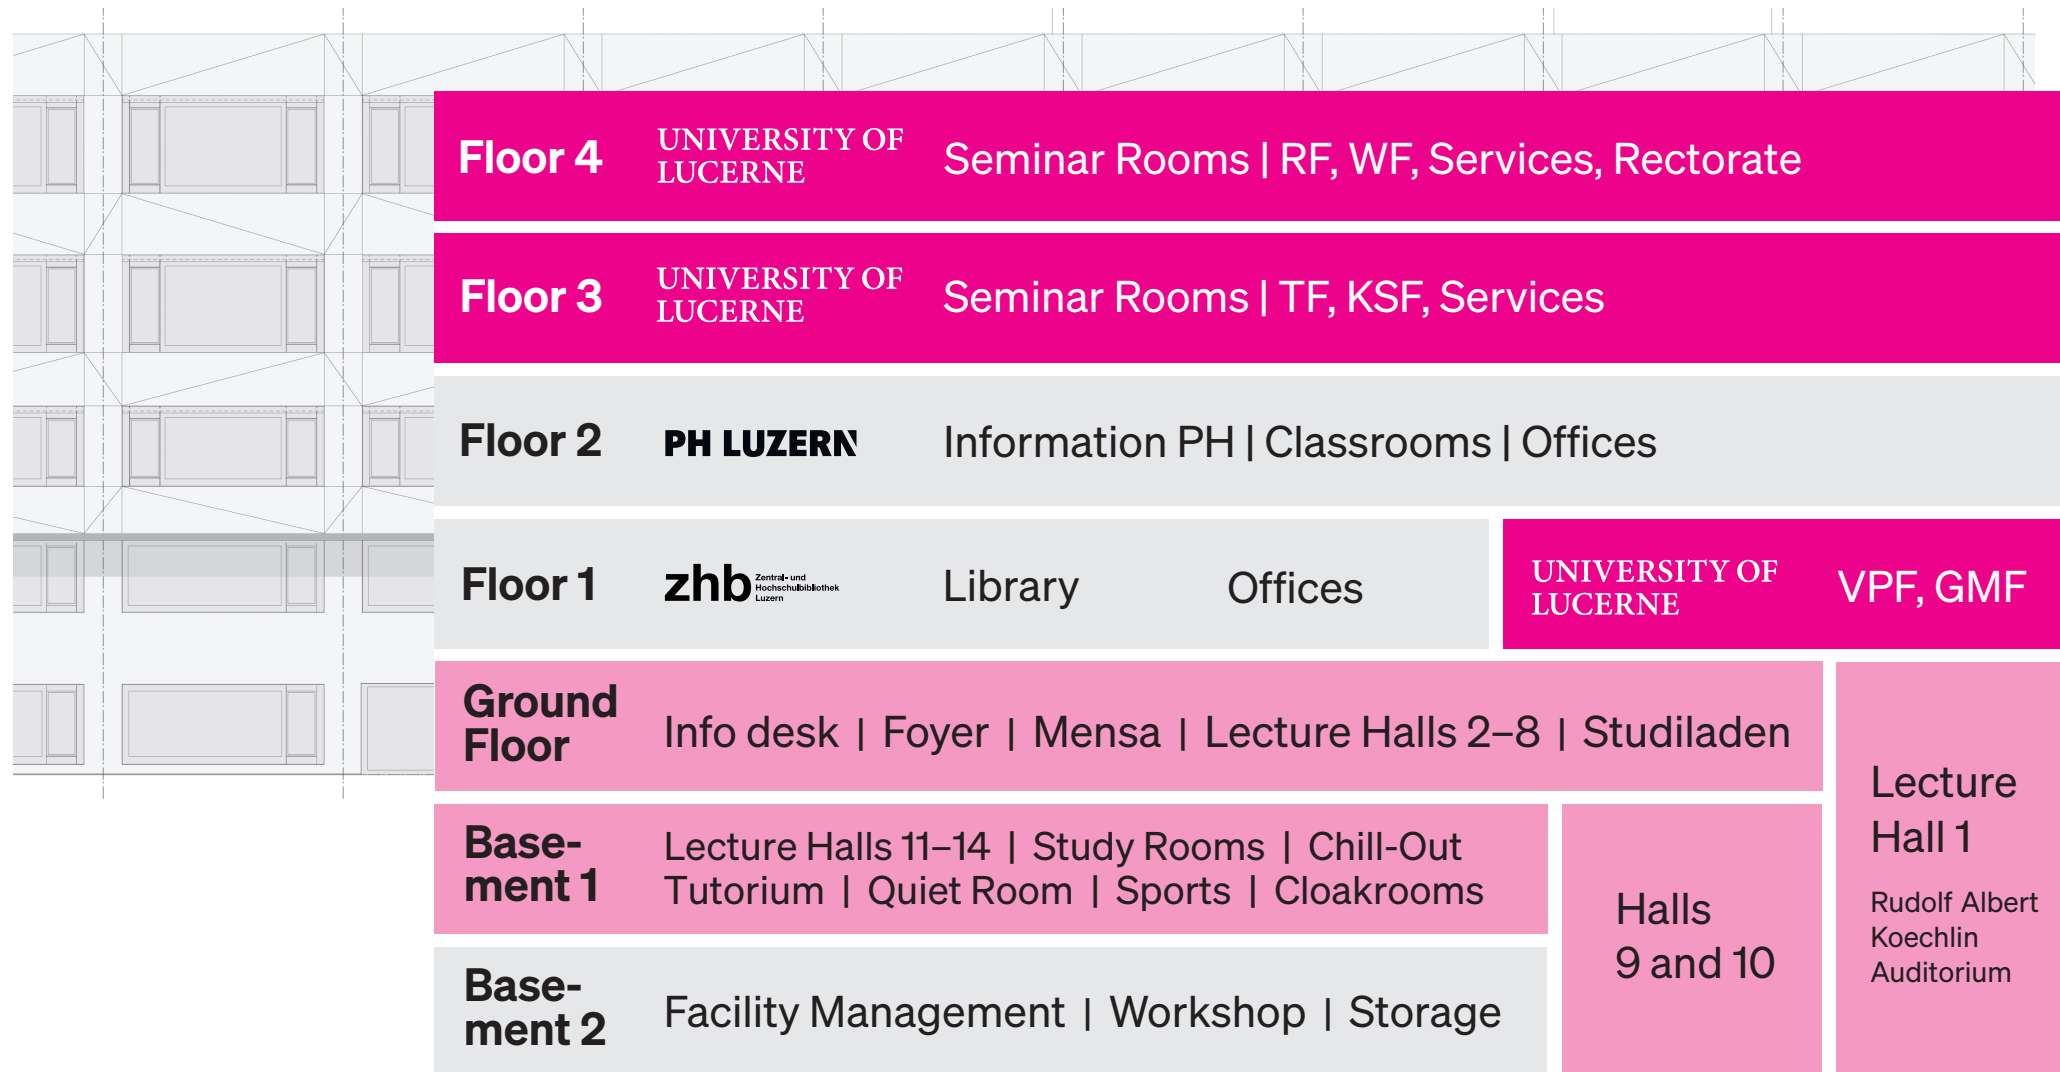 Floor 4 UNIVERSITY OF LUCERNE Seminar Rooms | RF, WF, Services, Rectorate
Floor 3 UNIVERSITY OF LUCERNE Seminar Rooms | TF, KSF, Services
Floor 2 PH LUZERN Information PH | Classrooms | Offices
Floor 1 zhb Zentral- und Hochschulbibliothek Luzern Library Offices
UNIVERSITY OF
LUCERNE
VPF, GMF
Ground
Floor
Info desk | Foyer | Mensa | Lecture Halls 2–8 | Studiladen
Base-
ment 1
Lecture Halls 11–14 | Study Rooms | Chill-Out
Tutorium | Quiet Room | Sports | Cloakrooms
Base-
ment 2
Facility Management | Workshop | Storage
Halls
9 and 10
Lecture
Hall 1
Rudolf Albert
Koechlin
Auditorium